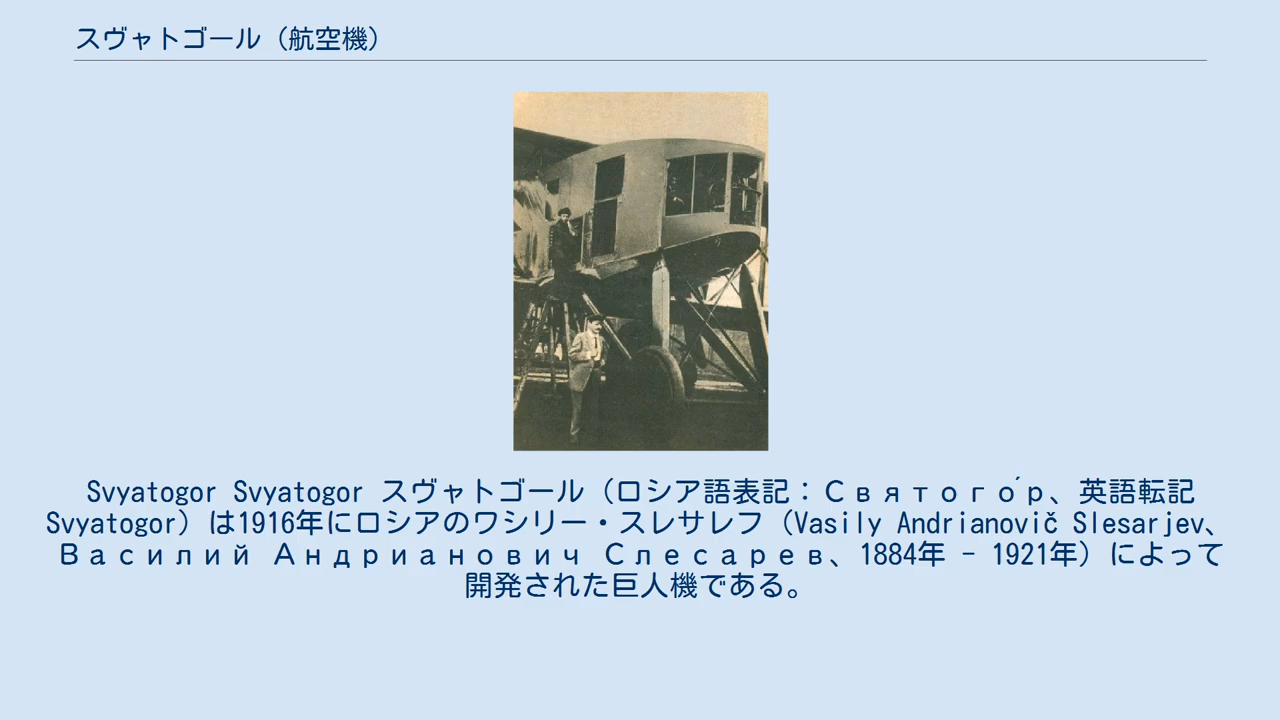 スヴャトゴール（航空機）
Svyatogor Svyatogor スヴャトゴール（ロシア語表記：Святого́р、英語転記
Svyatogor）は1916年にロシアのワシリー・スレサレフ（Vasily Andrianovič Slesarjev、
Василий Андрианович Слесарев、1884年 - 1921年）によって
開発された巨人機である。